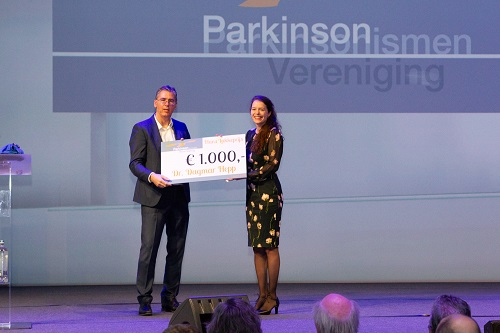 Parkinson
Parkinsonismen
Vereniging
€ 1.000,-
Dr. Dagmar Hepp